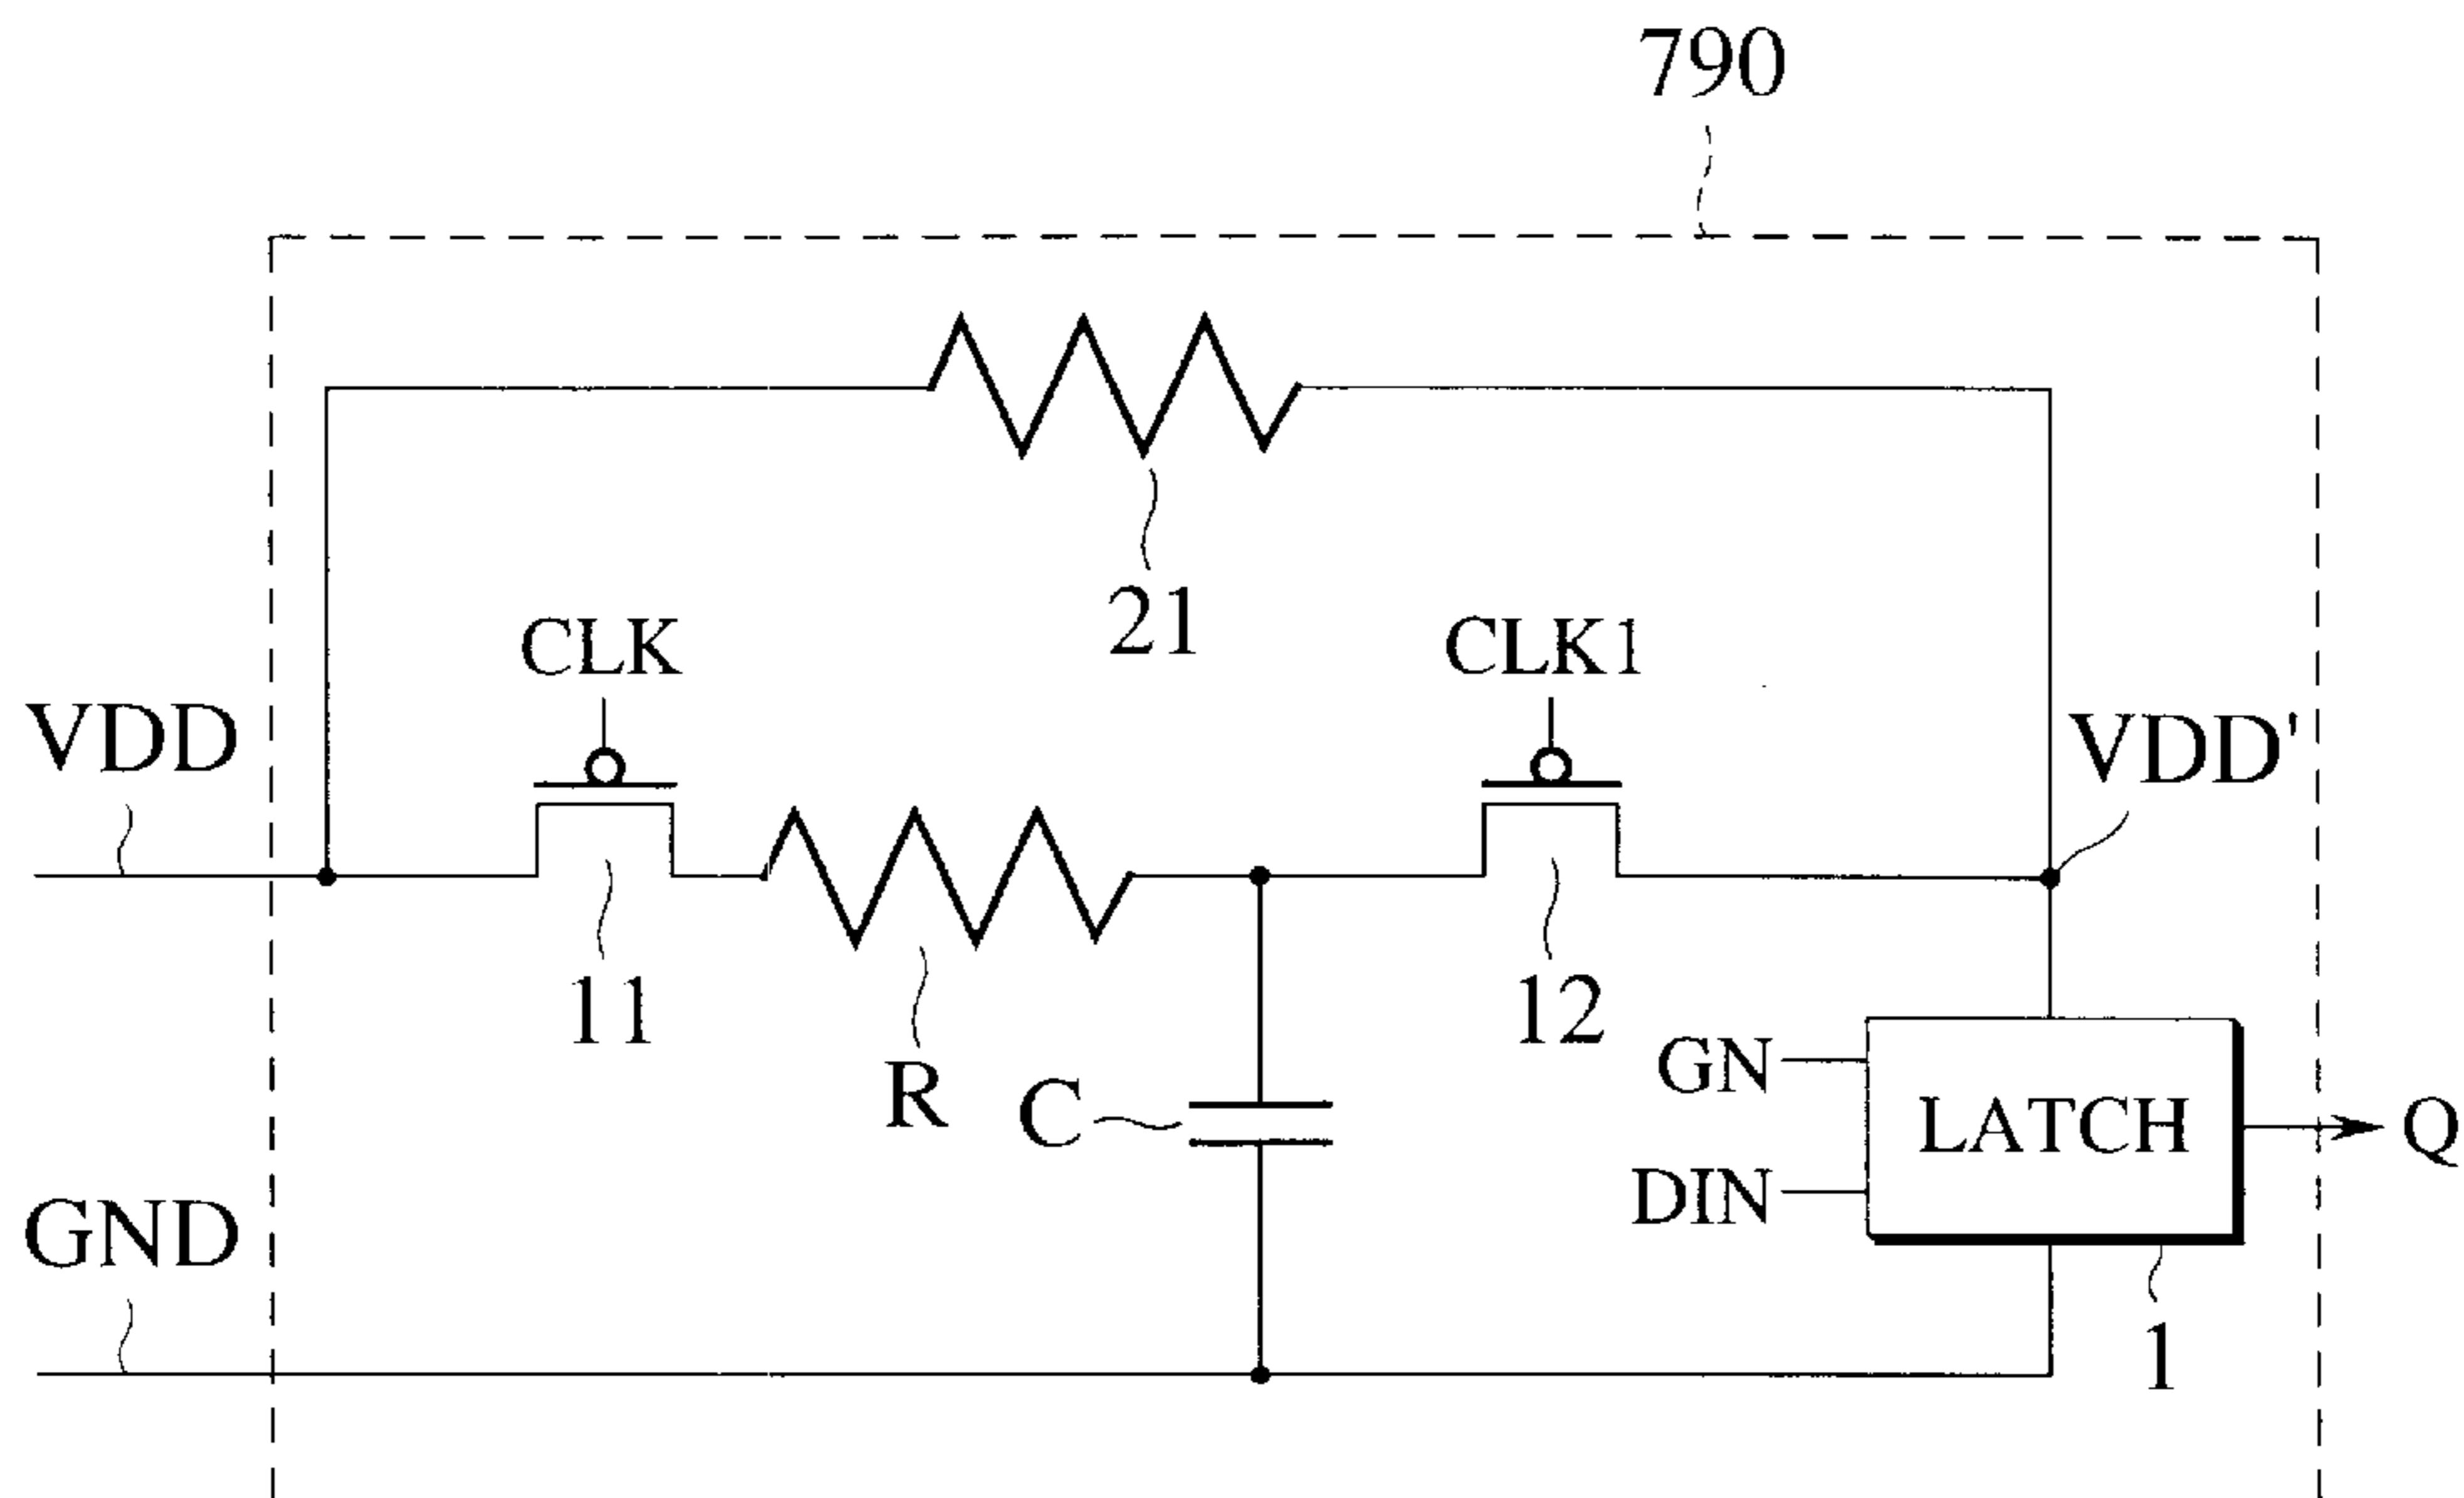 790
21
CLK
CLK1
VDD
VDD'
11
R
12
C
GN
LATCH
DIN
Q
GND
1